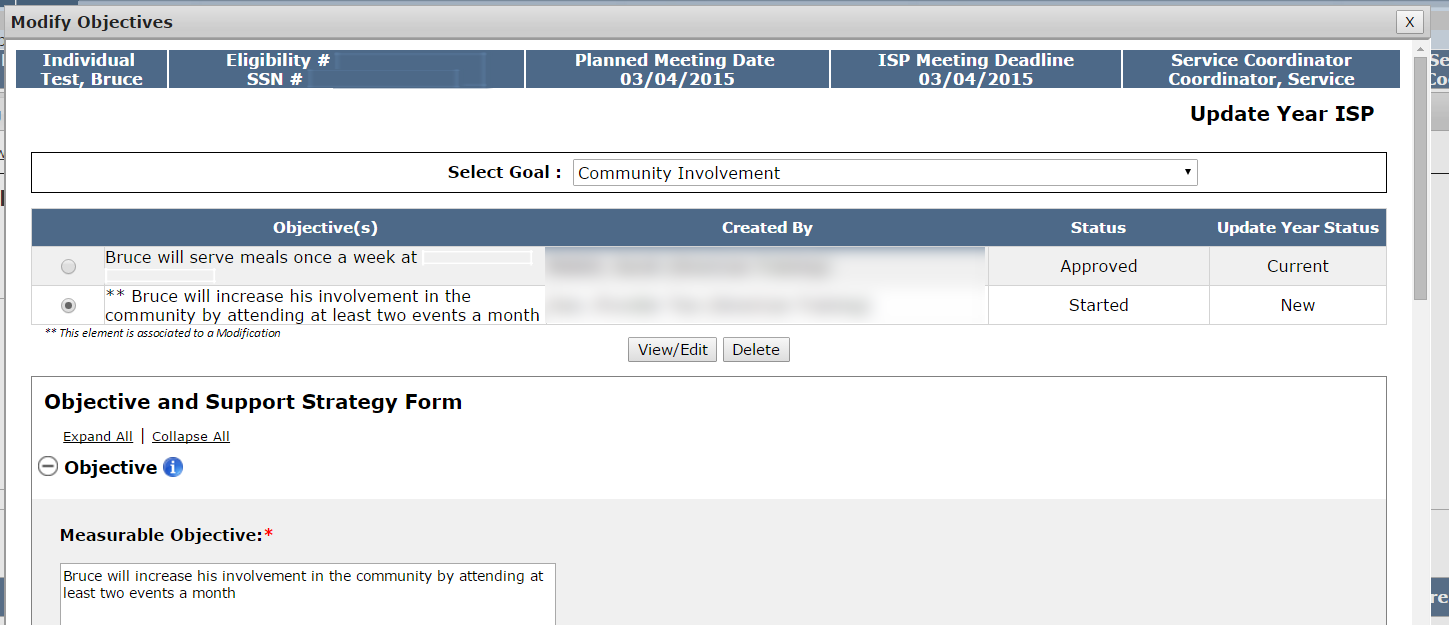 Modify Objectives
X
Individual
Test, Bruce
Eligibility #
SSN #
Planned Meeting Date
03/04/2015
ISP Meeting Deadline
03/04/2015
Service Coordinator
Coordinator, Service
Update Year ISP
Select Goal : Community Involvement
Objective(s) Created By Status Update Year Status
Bruce will serve meals once a week at
Approved Current
** Bruce will increase his involvement in the
community by attending at least two events a month
Started New
** This element is associated to a Modification
View/Edit Delete
Objective and Support Strategy Form
Expand All | Collapse All
Objective
Measurable Objective:*
Bruce will increase his involvement in the community by attending at
least two events a month